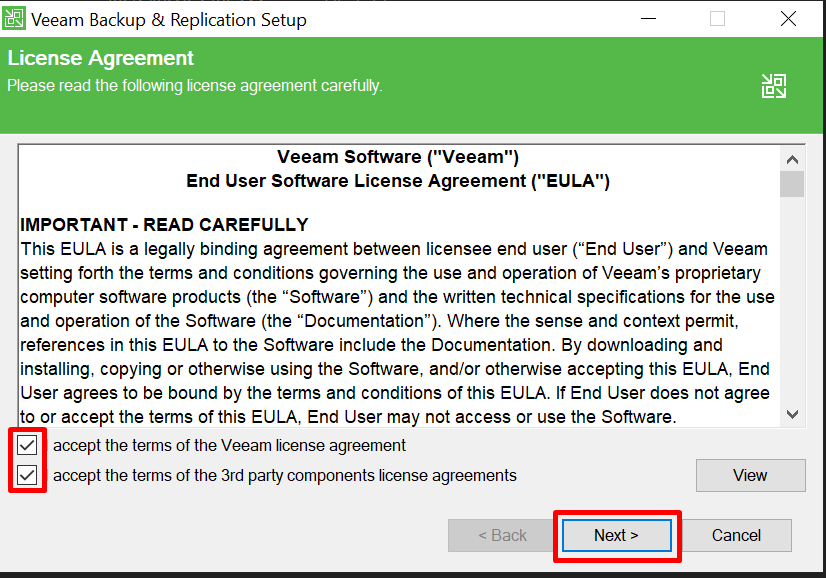 Veeam Backup & Replication Setup
License Agreement
Please read the following license agreement carefully.
Veeam Software ("Veeam")
End User Software License Agreement ("EULA")
IMPORTANT - READ CAREFULLY
This EULA is a legally binding agreement between licensee end user (“End User”) and Veeam
setting forth the terms and conditions governing the use and operation of Veeam’s proprietary
computer software products (the “Software”) and the written technical specifications for the use
and operation of the Software (the “Documentation”). Where the sense and context permit,
references in this EULA to the Software include the Documentation. By downloading and
installing, copying or otherwise using the Software, and/or otherwise accepting this EULA, End
User agrees to be bound by the terms and conditions of this EULA. If End User does not agree
to or accept the terms of this EULA, End User may not access or use the Software.
accept the terms of the Veeam license agreement
accept the terms of the 3rd party components license agreements
View
< Back
Next >
Cancel